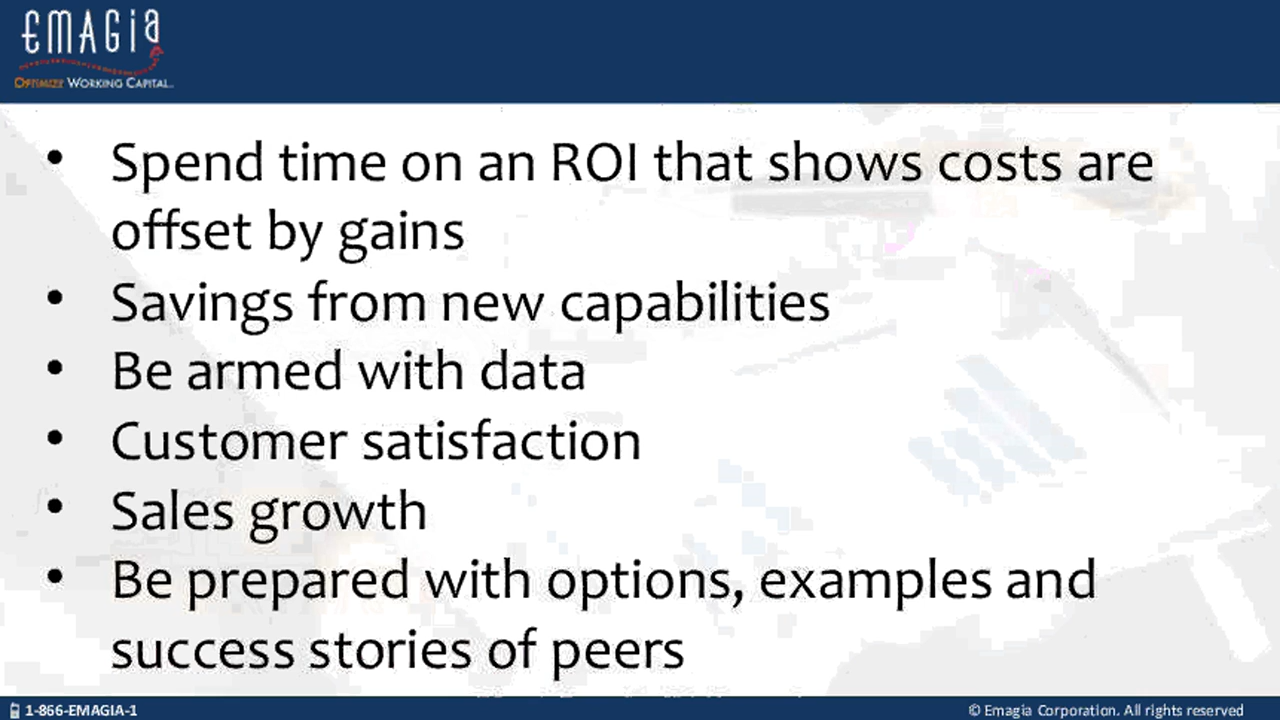 EMAGIA
OPTIMIZE WORKING CAPITAL
• Spend time on an ROI that shows costs are
offset by gains
• Savings from new capabilities
• Be armed with data
• Customer satisfaction
• Sales growth
• Be prepared with options, examples and
success stories of peers
1-866-EMAGIA-1
© Emagia Corporation. All rights reserved